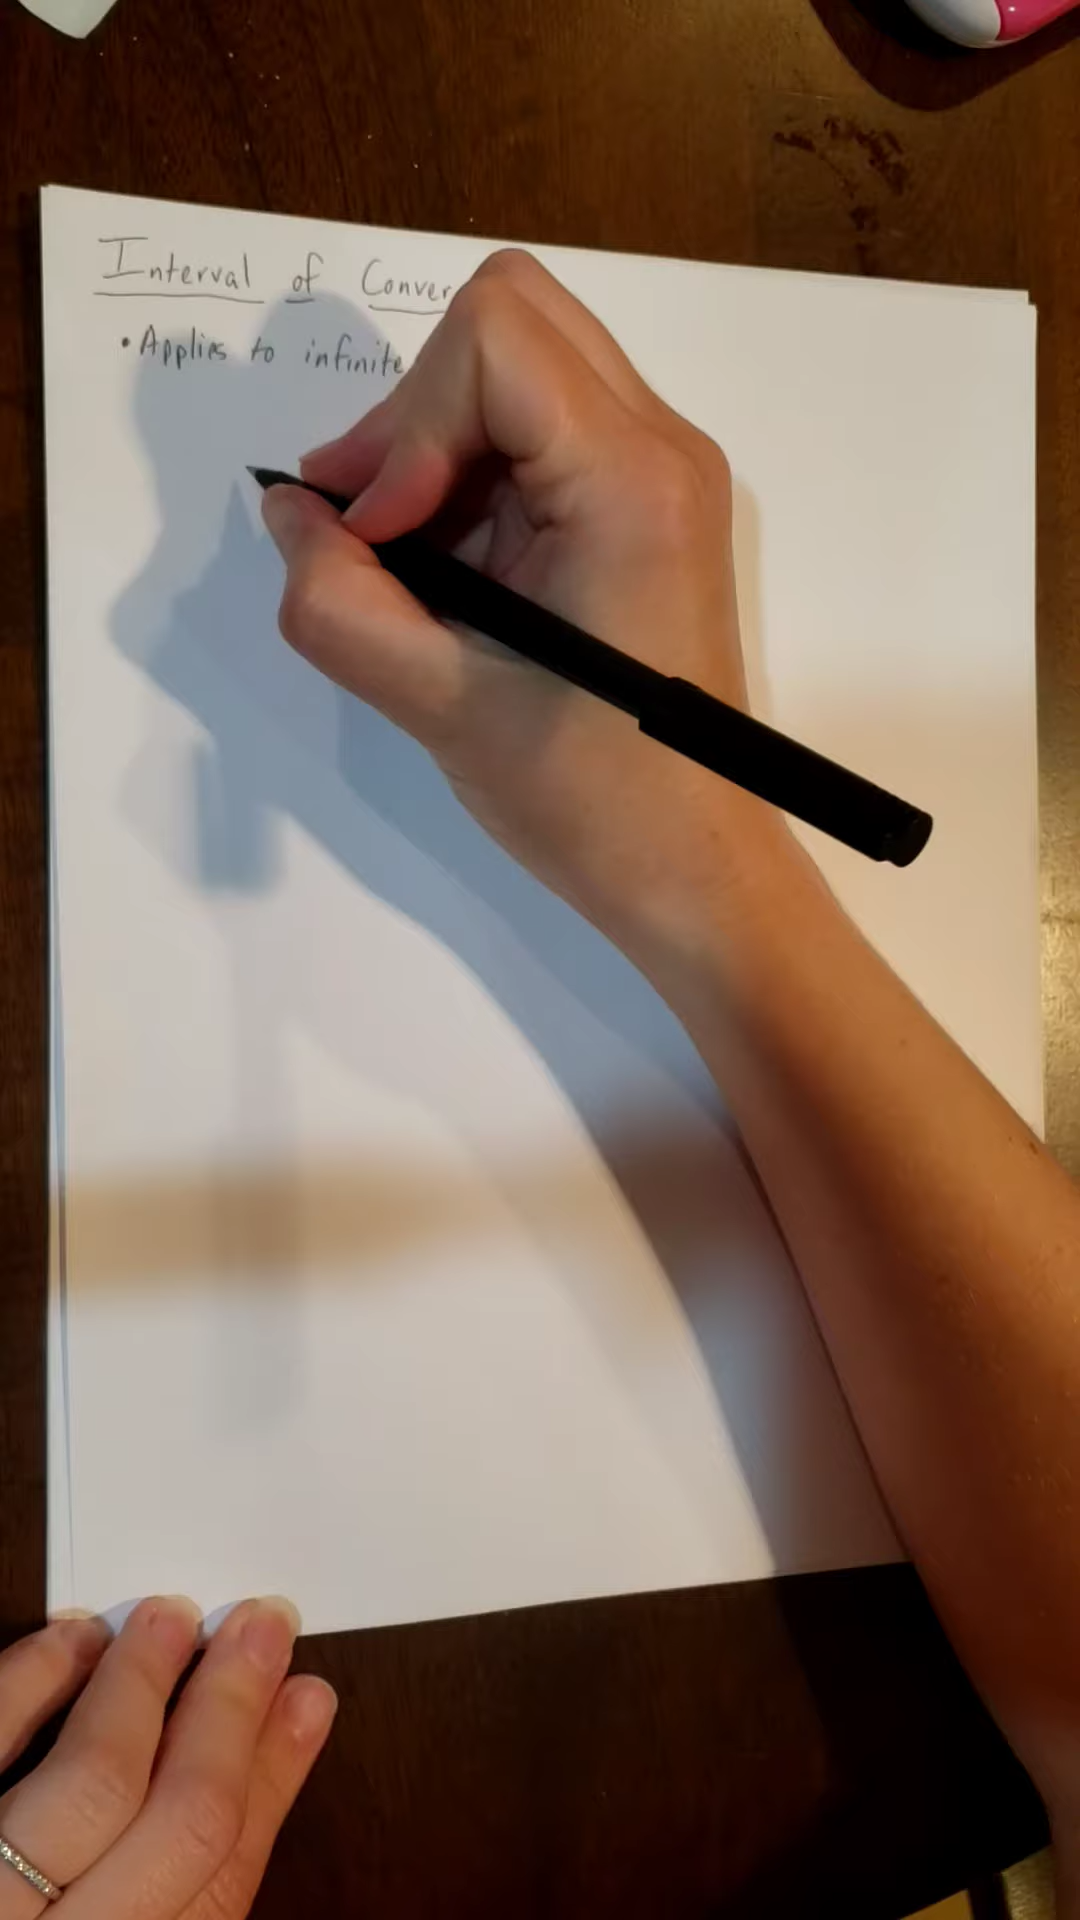 Interval of Conver
• Applies to infinite